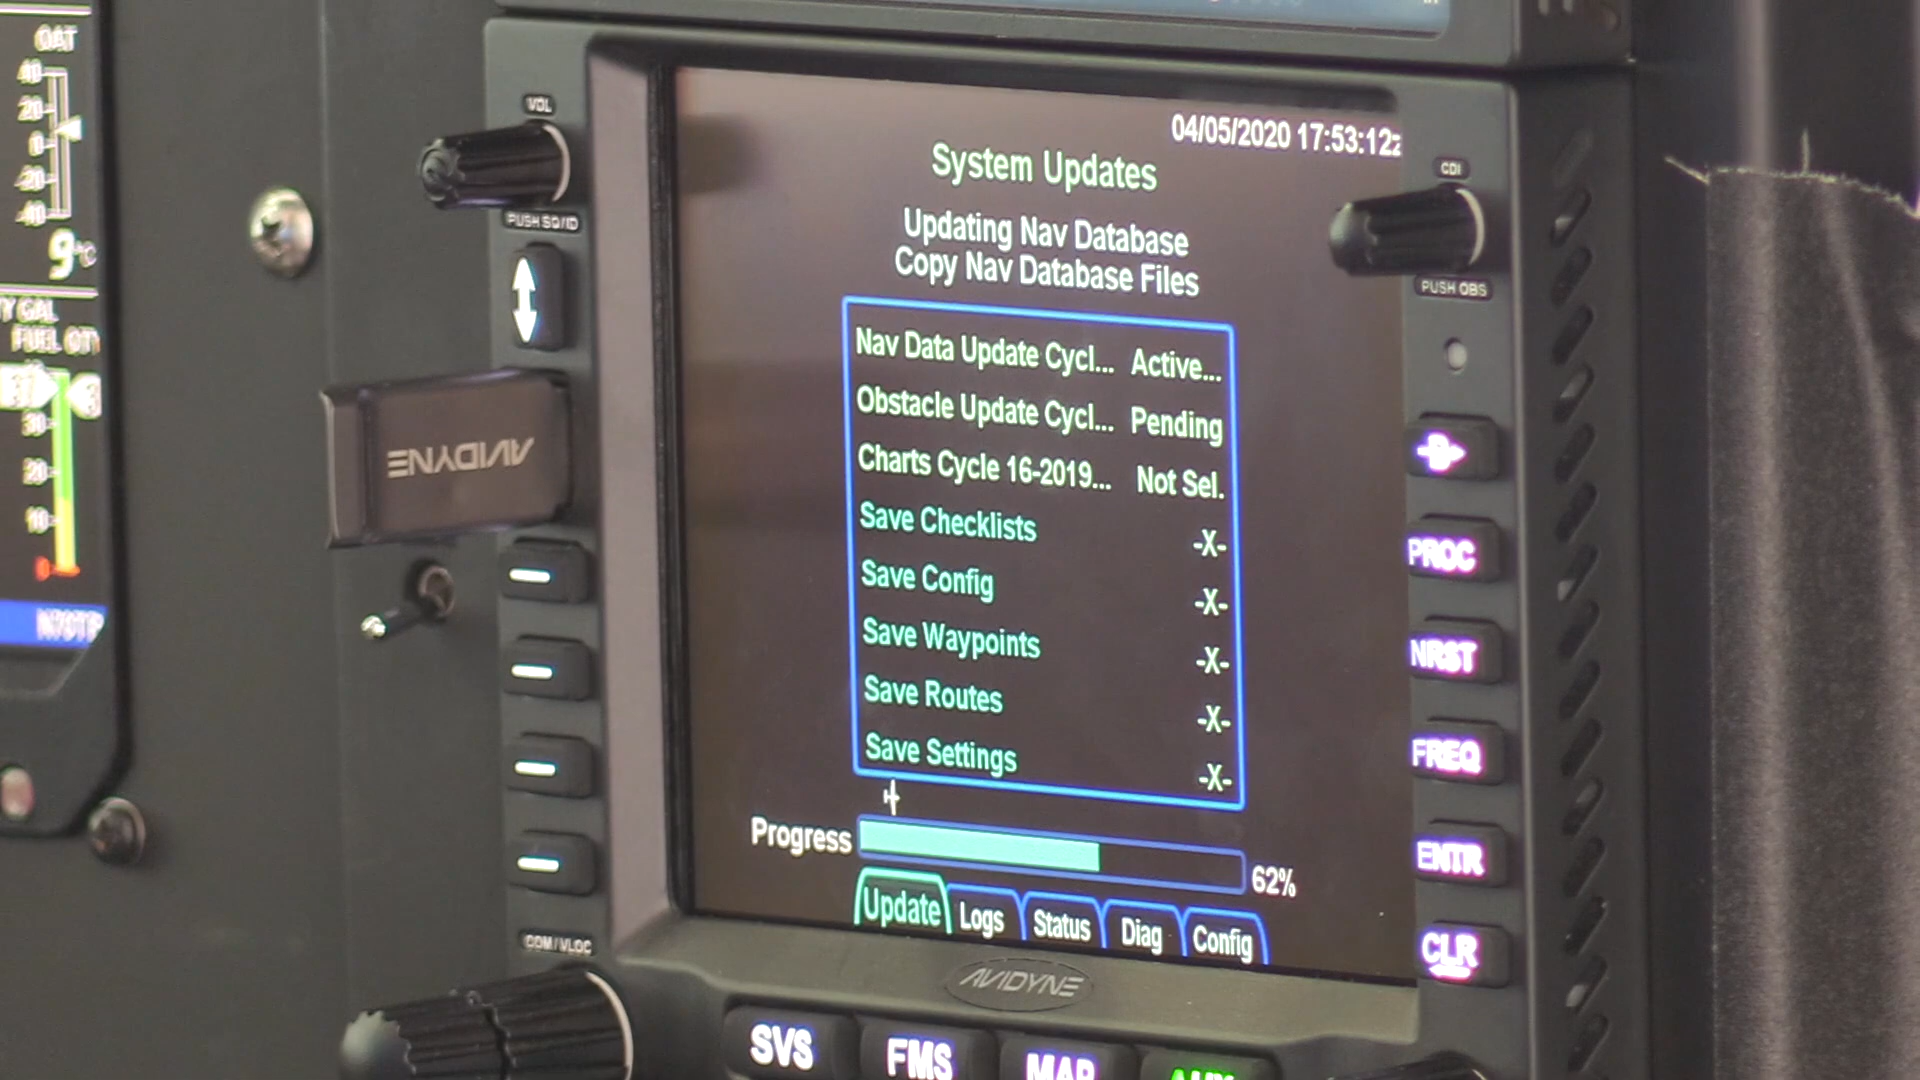 OAT
40
20
0
-20
-40
9°C
GAL
FUEL QTY
30
20
10
0
VOL
PUSH SQ/ID
AVIDYNE
COM/VLOC
04/05/2020 17:53:12z
System Updates
Updating Nav Database
Copy Nav Database Files
Nav Data Update Cycl... Active...
Obstacle Update Cycl... Pending
Charts Cycle 16-2019... Not Sel.
Save Checklists -X-
Save Config -X-
Save Waypoints -X-
Save Routes -X-
Save Settings -X-
Progress 62%
Update Logs Status Diag Config
AVIDYNE
CDI
PUSH OBS
D
PROC
NRST
FREQ
ENTR
CLR
SVS FMS MAP AUX